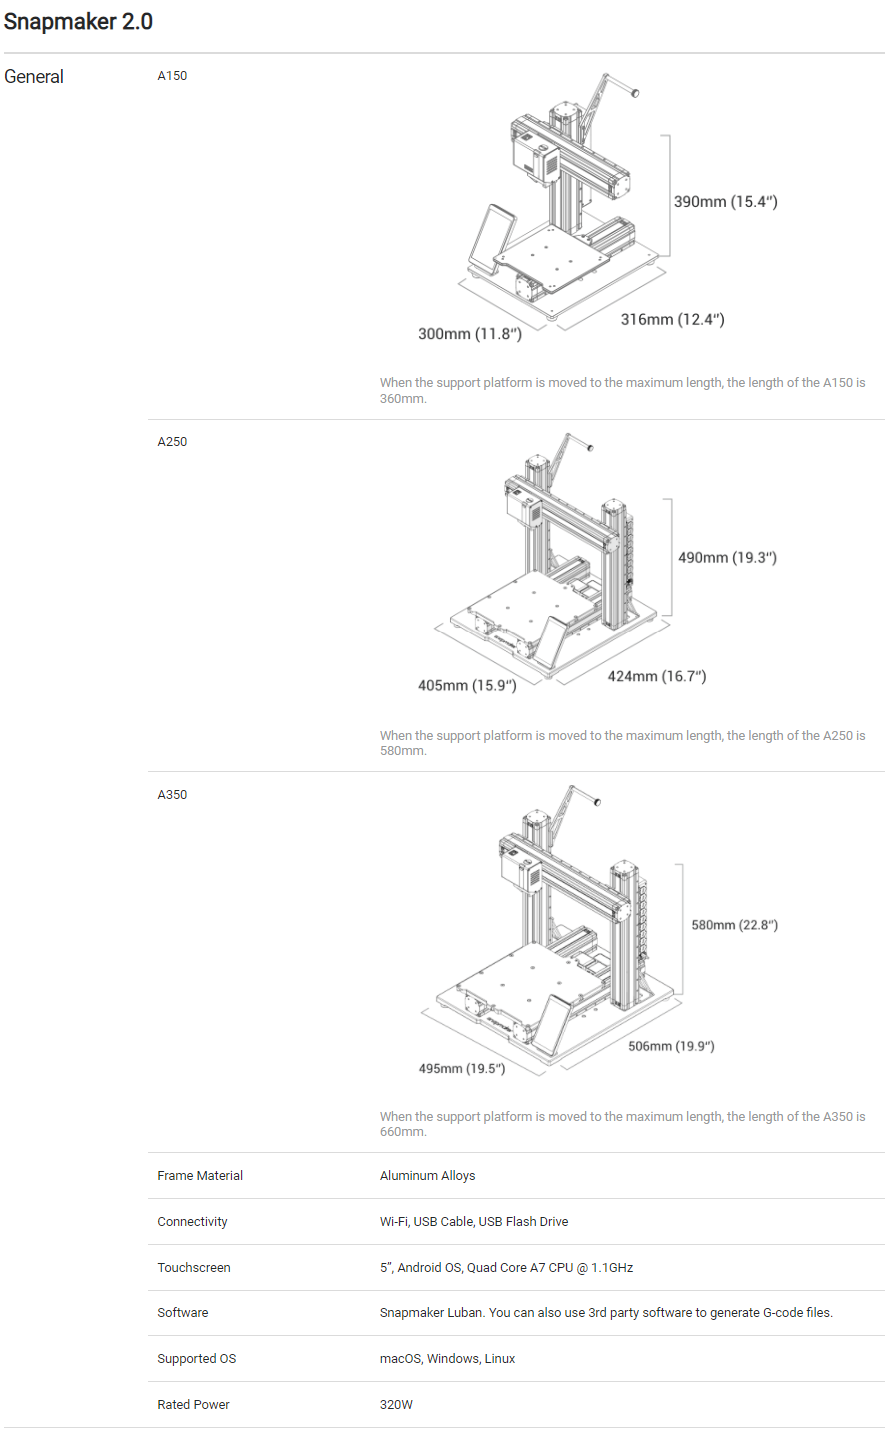 Snapmaker 2.0
General
A150
390mm (15.4″)
316mm (12.4″)
300mm (11.8″)
When the support platform is moved to the maximum length, the length of the A150 is
360mm.
A250
490mm (19.3″)
424mm (16.7″)
405mm (15.9″)
When the support platform is moved to the maximum length, the length of the A250 is
580mm.
A350
580mm (22.8″)
506mm (19.9″)
495mm (19.5″)
When the support platform is moved to the maximum length, the length of the A350 is
660mm.
Frame Material
Aluminum Alloys
Connectivity
Wi-Fi, USB Cable, USB Flash Drive
Touchscreen
5”, Android OS, Quad Core A7 CPU @ 1.1GHz
Software
Snapmaker Luban. You can also use 3rd party software to generate G-code files.
Supported OS
macOS, Windows, Linux
Rated Power
320W